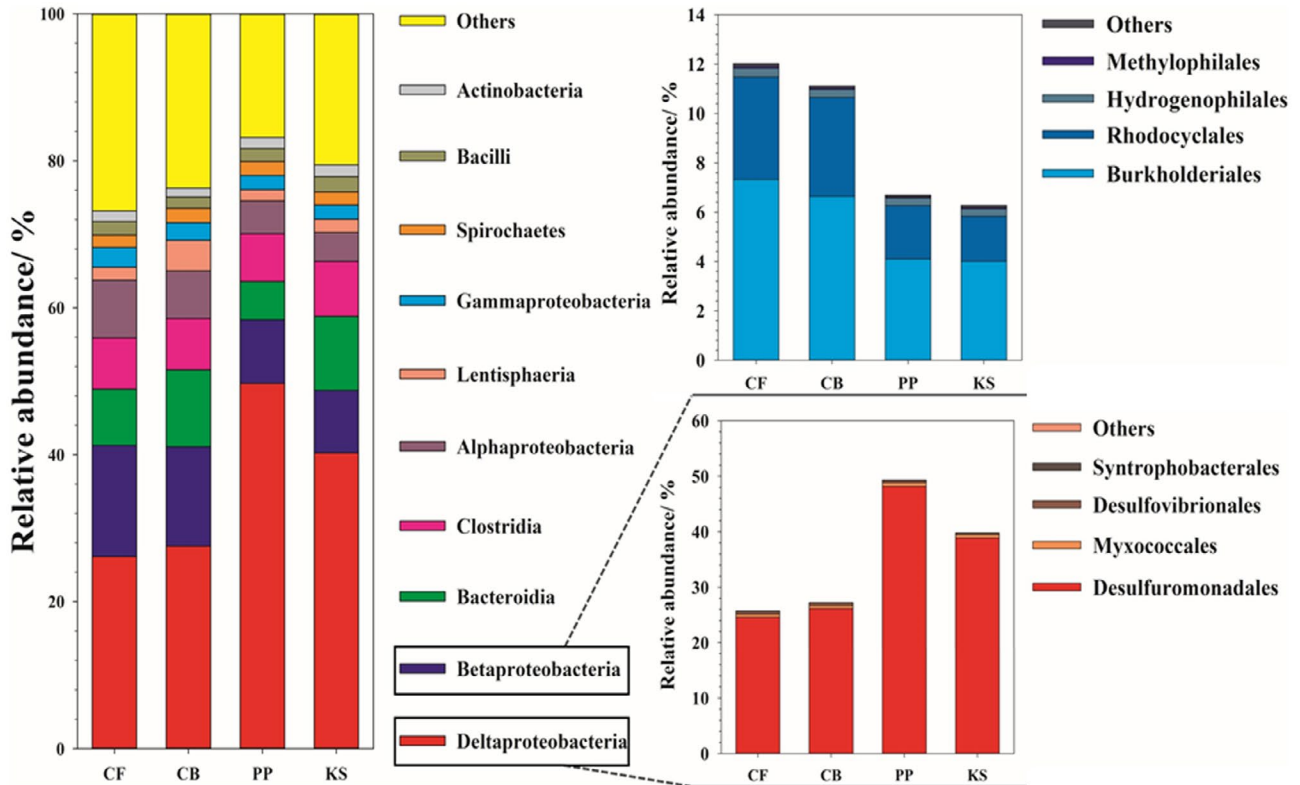 Relative abundance/ %
100
80
60
40
20
0
CF
CB
PP
KS
Others
Actinobacteria
Bacilli
Spirochaetes
Gammaproteobacteria
Lentisphaeria
Alphaproteobacteria
Clostridia
Bacteroidia
Betaproteobacteria
Deltaproteobacteria
Relative abundance/ %
14
12
10
8
6
4
2
0
CF
CB
PP
KS
Others
Methylophilales
Hydrogenophilales
Rhodocyclales
Burkholderiales
Relative abundance/ %
60
50
40
30
20
10
0
CF
CB
PP
KS
Others
Syntrophobacterales
Desulfovibrionales
Myxococcales
Desulfuromonadales